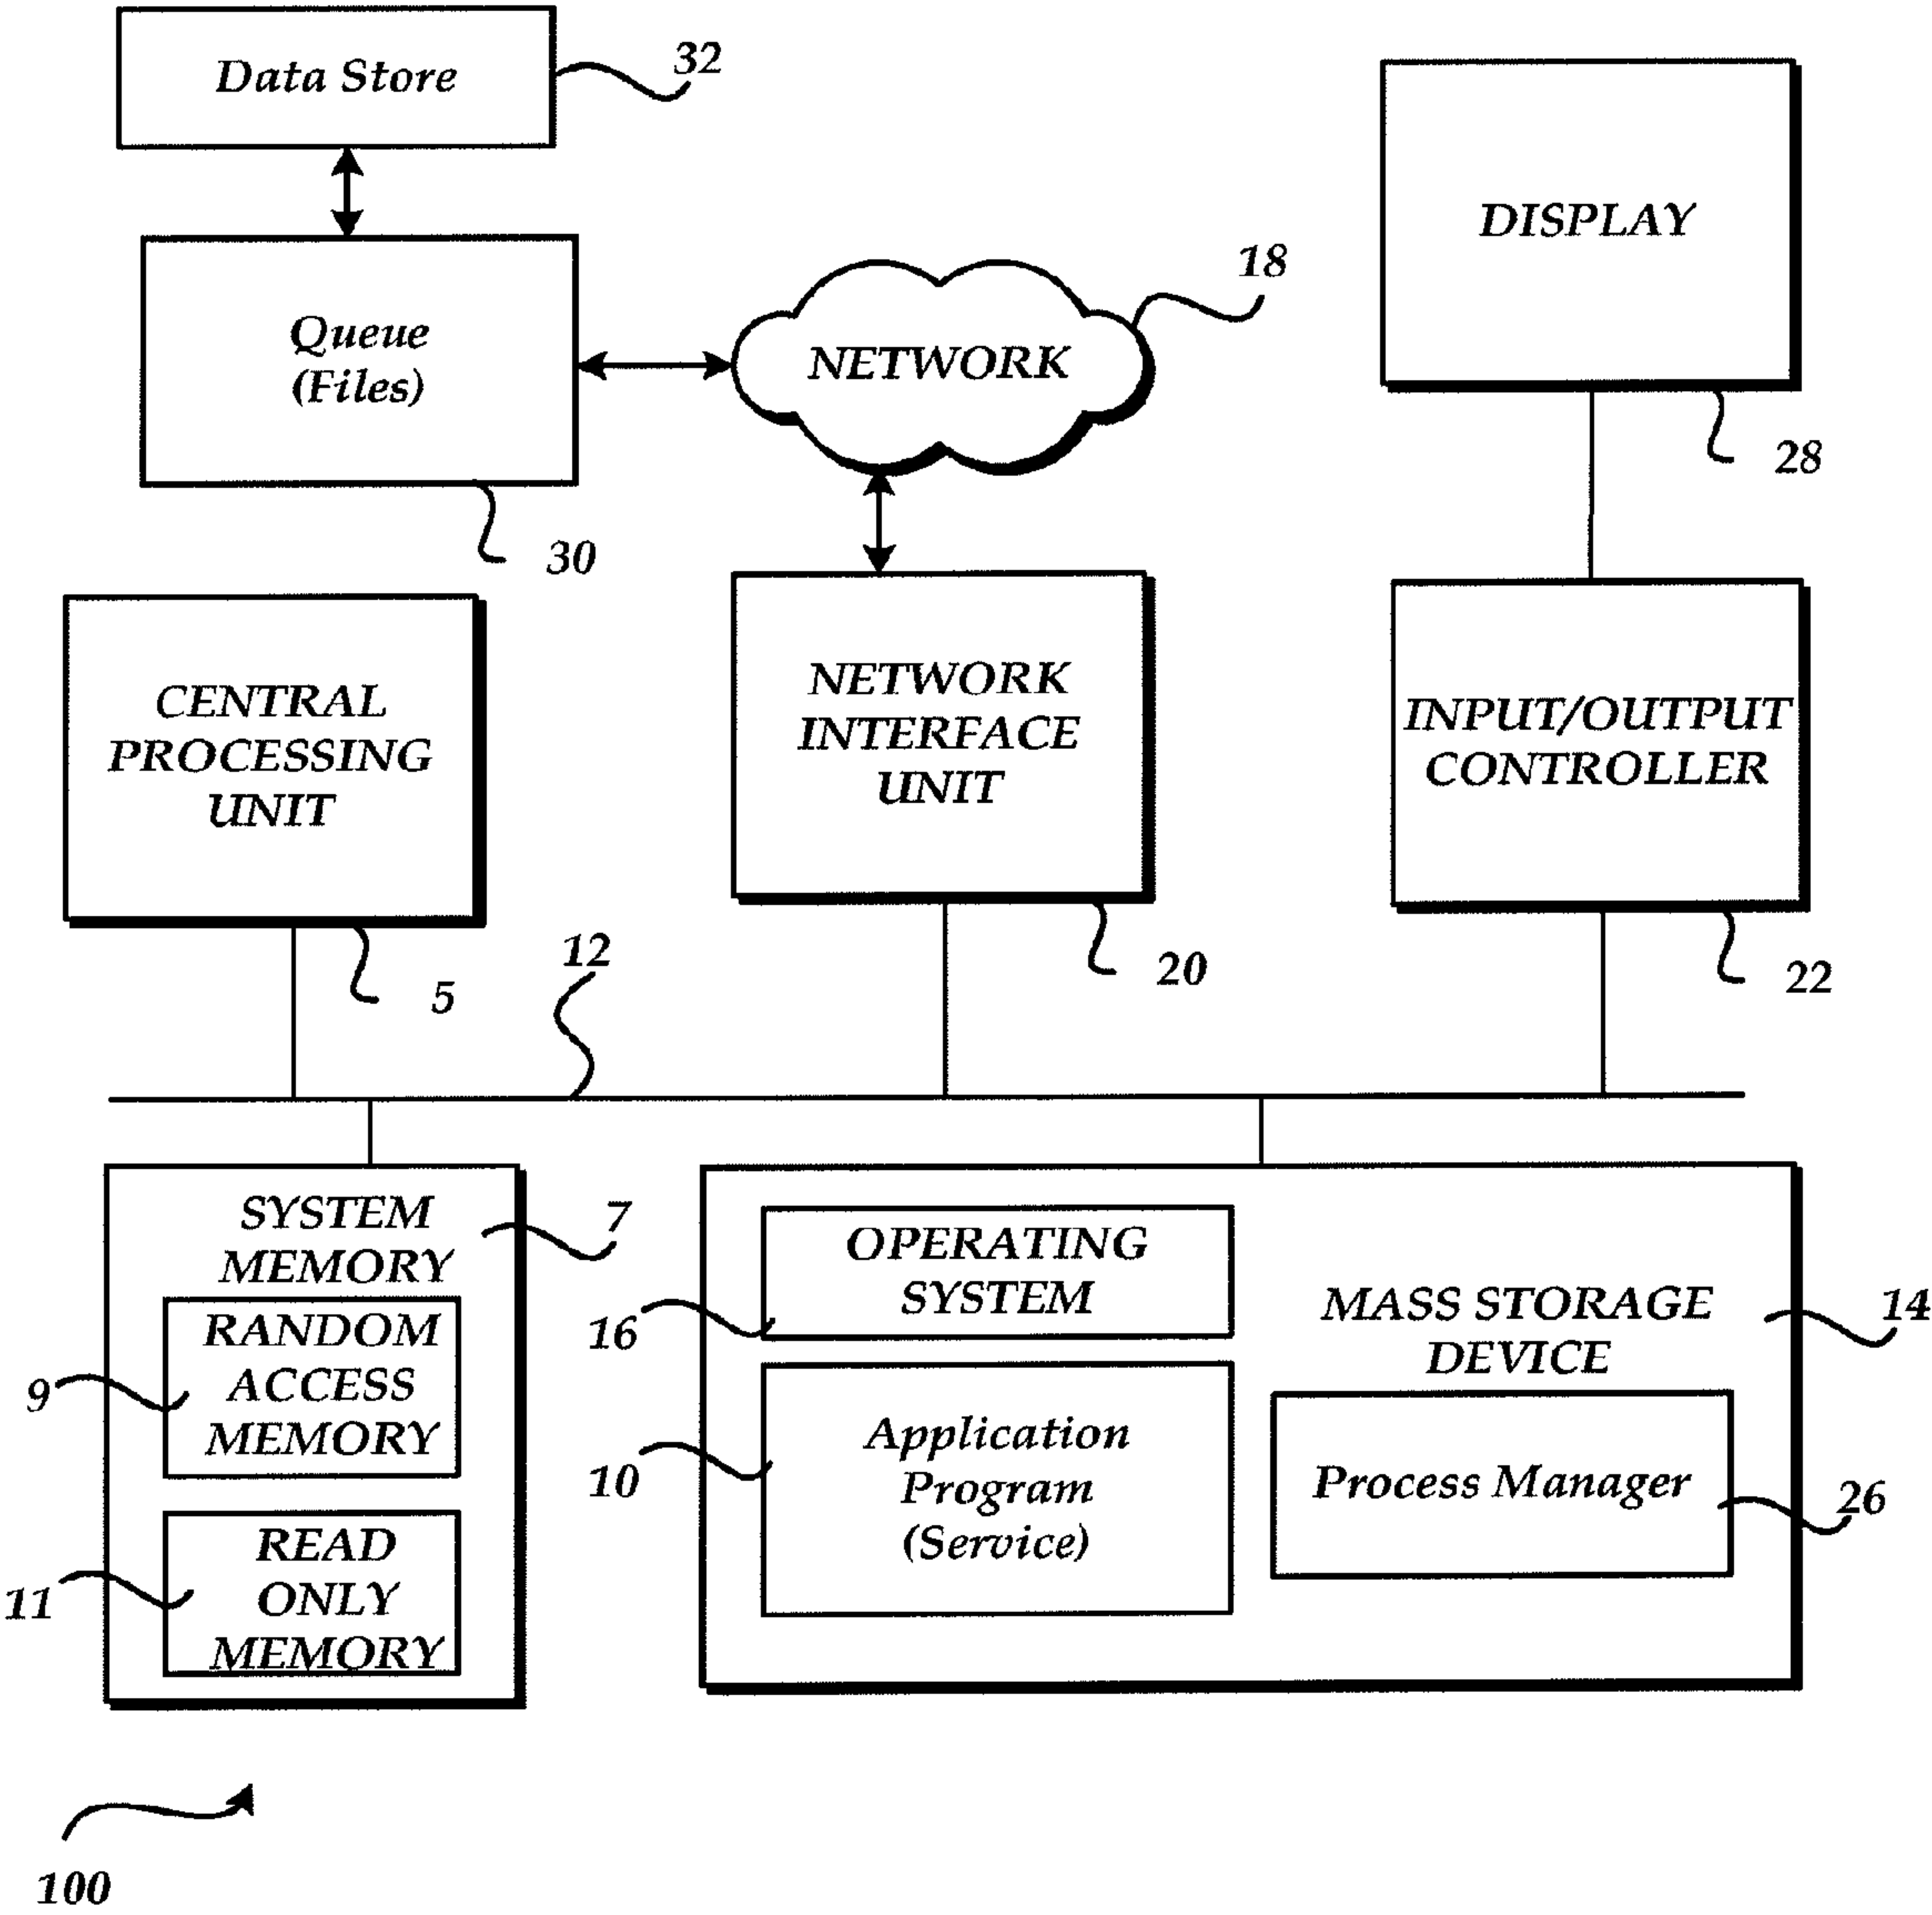 Data Store
32
DISPLAY
28
Queue
(Files)
30
NETWORK
18
CENTRAL
PROCESSING
UNIT
5
NETWORK
INTERFACE
UNIT
20
INPUT/OUTPUT
CONTROLLER
22
12
SYSTEM
MEMORY
7
RANDOM
ACCESS
MEMORY
9
READ
ONLY
MEMORY
11
OPERATING
SYSTEM
16
MASS STORAGE
DEVICE
14
Application
Program
(Service)
10
Process Manager
26
100